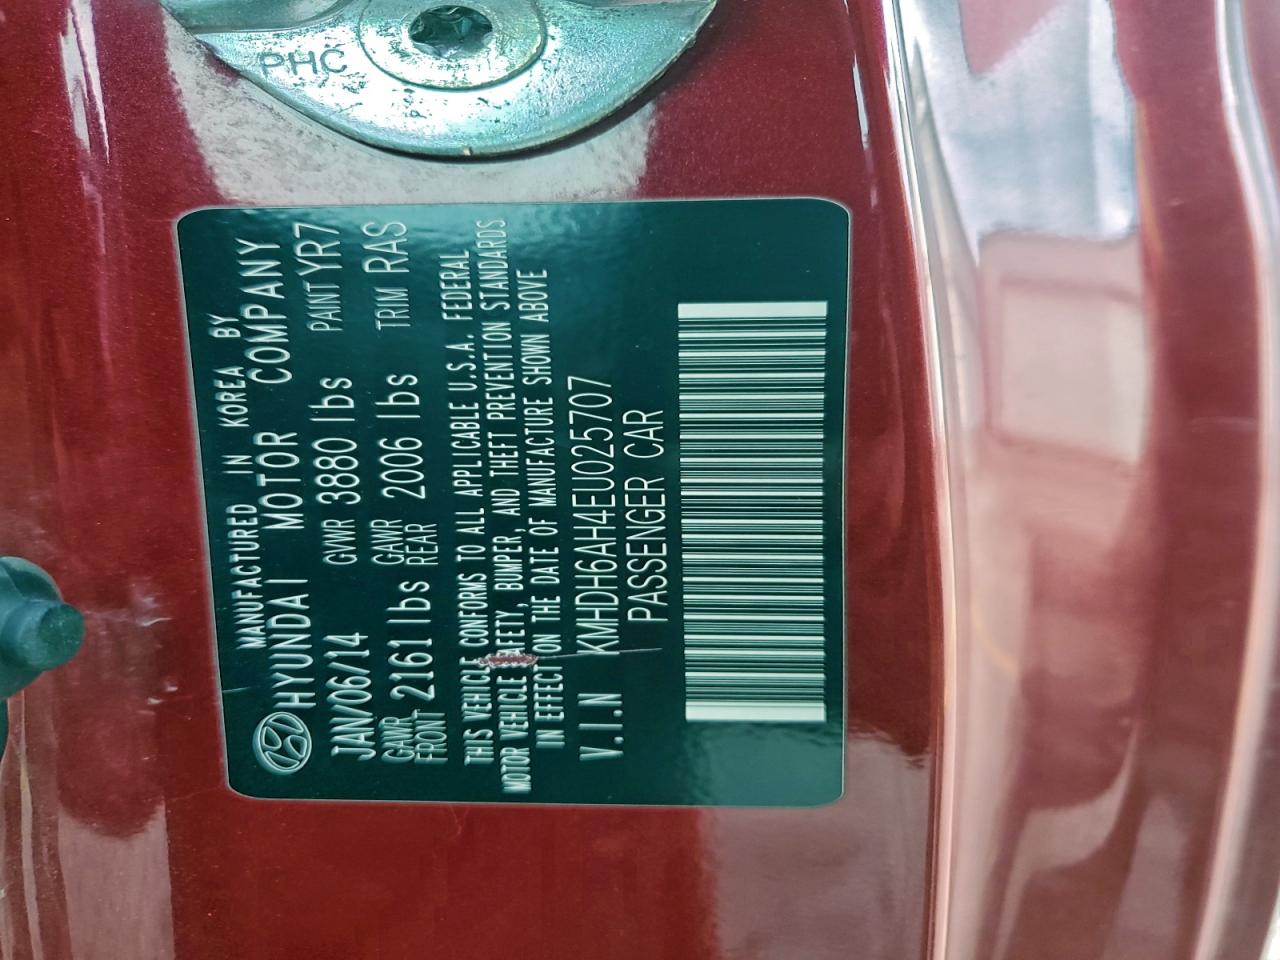 PHC
MANUFACTURED IN KOREA BY
HYUNDAI MOTOR COMPANY
JAN/06/14 GVWR 3880 lbs PAINT YR7
GAWR FRONT 2161 lbs GAWR REAR 2006 lbs TRIM RAS
THIS VEHICLE CONFORMS TO ALL APPLICABLE U.S.A. FEDERAL
MOTOR VEHICLE SAFETY, BUMPER, AND THEFT PREVENTION STANDARDS
IN EFFECT ON THE DATE OF MANUFACTURE SHOWN ABOVE
V.I.N KMHDH6AH4EU025707
PASSENGER CAR